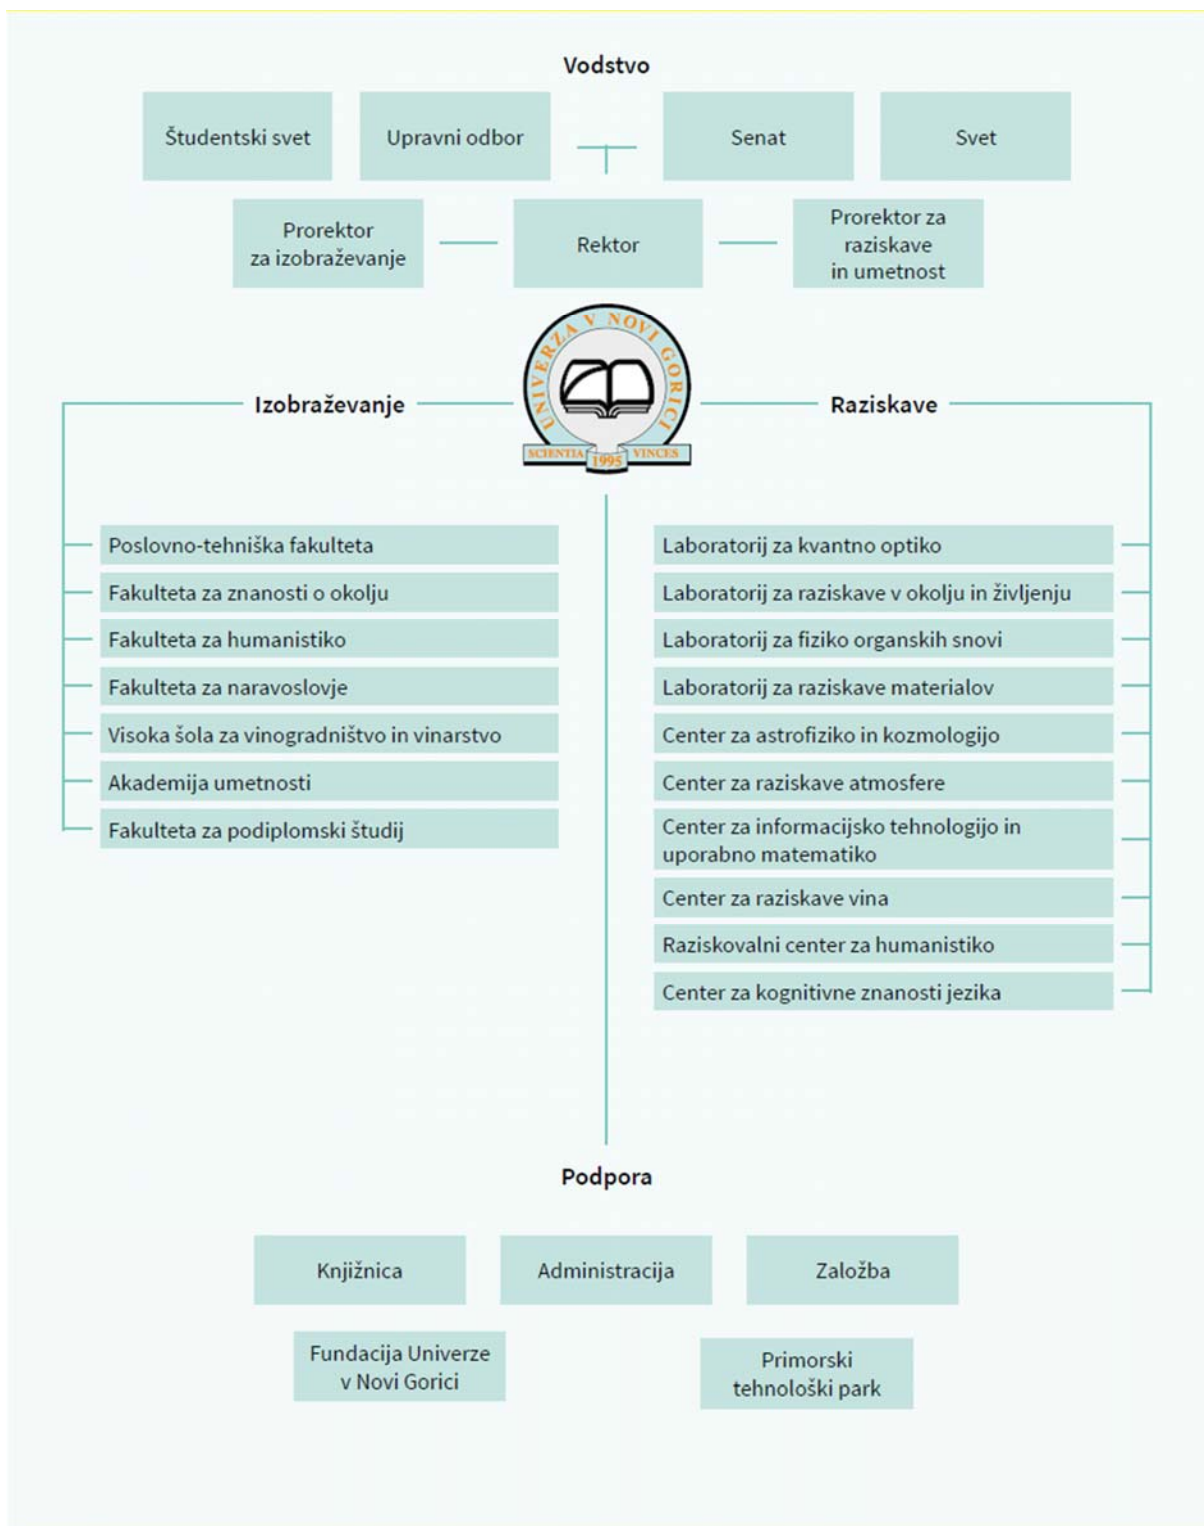 Vodstvo
Študentski svet
Upravni odbor
Senat
Svet
Prorektor
za izobraževanje
Rektor
Prorektor za
raziskave
in umetnost
UNIVERZA V NOVI GORICI
SCIENTIA
1995
VINCES
Izobraževanje
Raziskave
Poslovno-tehniška fakulteta
Fakulteta za znanosti o okolju
Fakulteta za humanistiko
Fakulteta za naravoslovje
Visoka šola za vinogradništvo in vinarstvo
Akademija umetnosti
Fakulteta za podiplomski študij
Laboratorij za kvantno optiko
Laboratorij za raziskave v okolju in življenju
Laboratorij za fiziko organskih snovi
Laboratorij za raziskave materialov
Center za astrofiziko in kozmologijo
Center za raziskave atmosfere
Center za informacijsko tehnologijo in
uporabno matematiko
Center za raziskave vina
Raziskovalni center za humanistiko
Center za kognitivne znanosti jezika
Podpora
Knjižnica
Administracija
Založba
Fundacija Univerze
v Novi Gorici
Primorski
tehnološki park